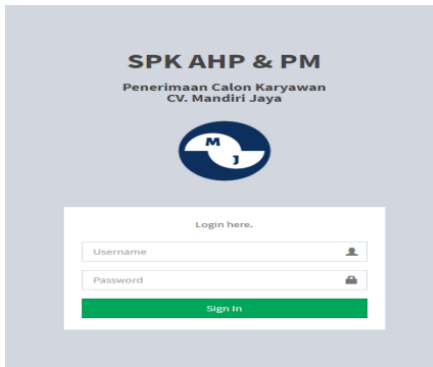 SPK AHP & PM
Penerimaan Calon Karyawan
CV. Mandiri Jaya
M
J
Login here.
Username
Password
Sign In